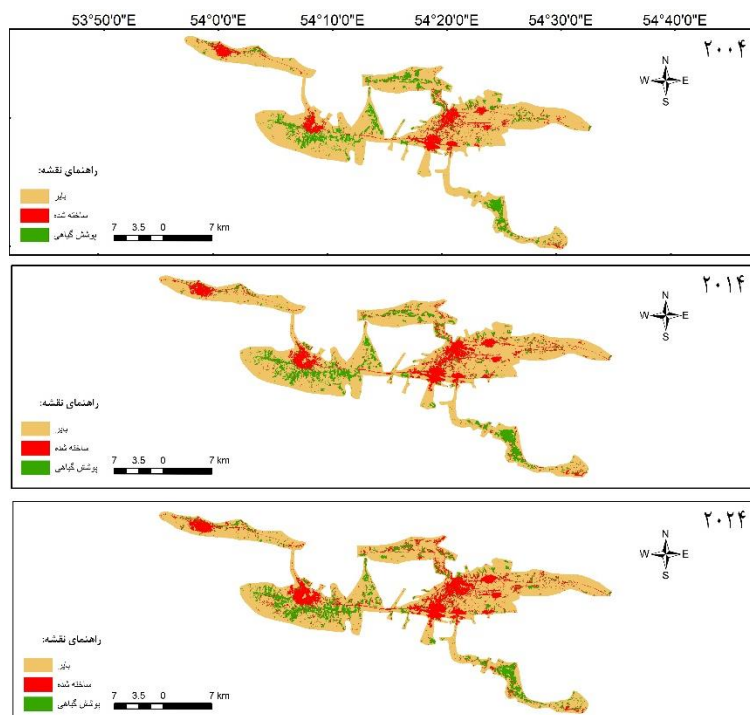 53°50'0"E 54°0'0"E 54°10'0"E 54°20'0"E 54°30'0"E 54°40'0"E
۲۰۰۴
N
W E
S
راهنمای نقشه:
بایر
ساخته شده
پوشش گیاهی
7 3.5 0 7 km
۲۰۱۴
N
W E
S
راهنمای نقشه:
بایر
ساخته شده
پوشش گیاهی
7 3.5 0 7 km
۲۰۲۴
N
W E
S
راهنمای نقشه:
بایر
ساخته شده
پوشش گیاهی
7 3.5 0 7 km